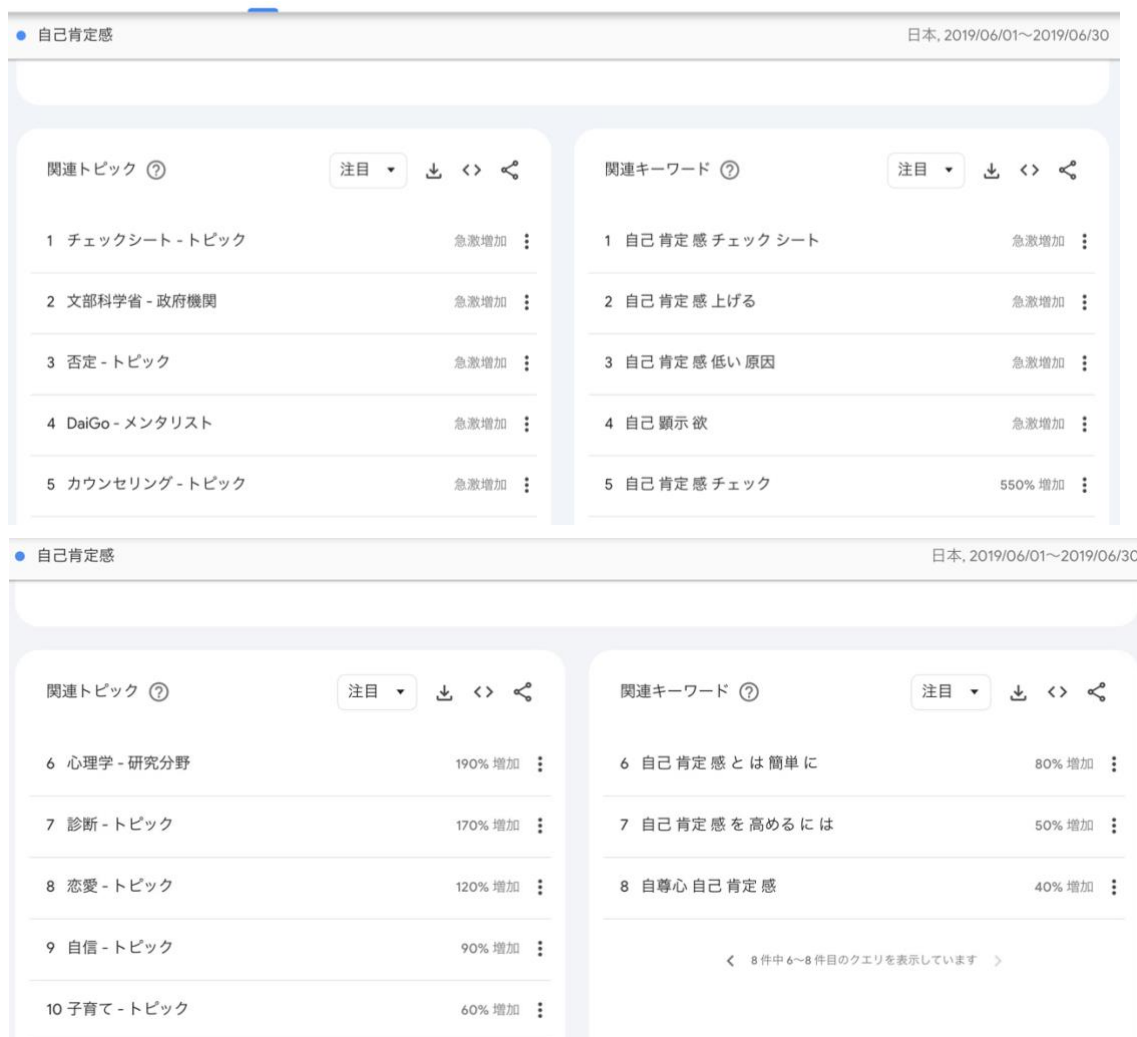 自己肯定感 日本, 2019/06/01～2019/06/30
関連トピック 注目
1 チェックシート - トピック 急激増加
2 文部科学省 - 政府機関 急激増加
3 否定 - トピック 急激増加
4 DaiGo - メンタリスト 急激増加
5 カウンセリング - トピック 急激増加
関連キーワード 注目
1 自己 肯定 感 チェック シート 急激増加
2 自己 肯定 感 上げる 急激増加
3 自己 肯定 感 低い 原因 急激増加
4 自己 顕示 欲 急激増加
5 自己 肯定 感 チェック 550% 増加
自己肯定感 日本, 2019/06/01～2019/06/30
関連トピック 注目
6 心理学 - 研究分野 190% 増加
7 診断 - トピック 170% 増加
8 恋愛 - トピック 120% 増加
9 自信 - トピック 90% 増加
10 子育て - トピック 60% 増加
関連キーワード 注目
6 自己 肯定 感 と は 簡単 に 80% 増加
7 自己 肯定 感 を 高める に は 50% 増加
8 自尊心 自己 肯定 感 40% 増加
8 件中 6～8 件目のクエリを表示しています